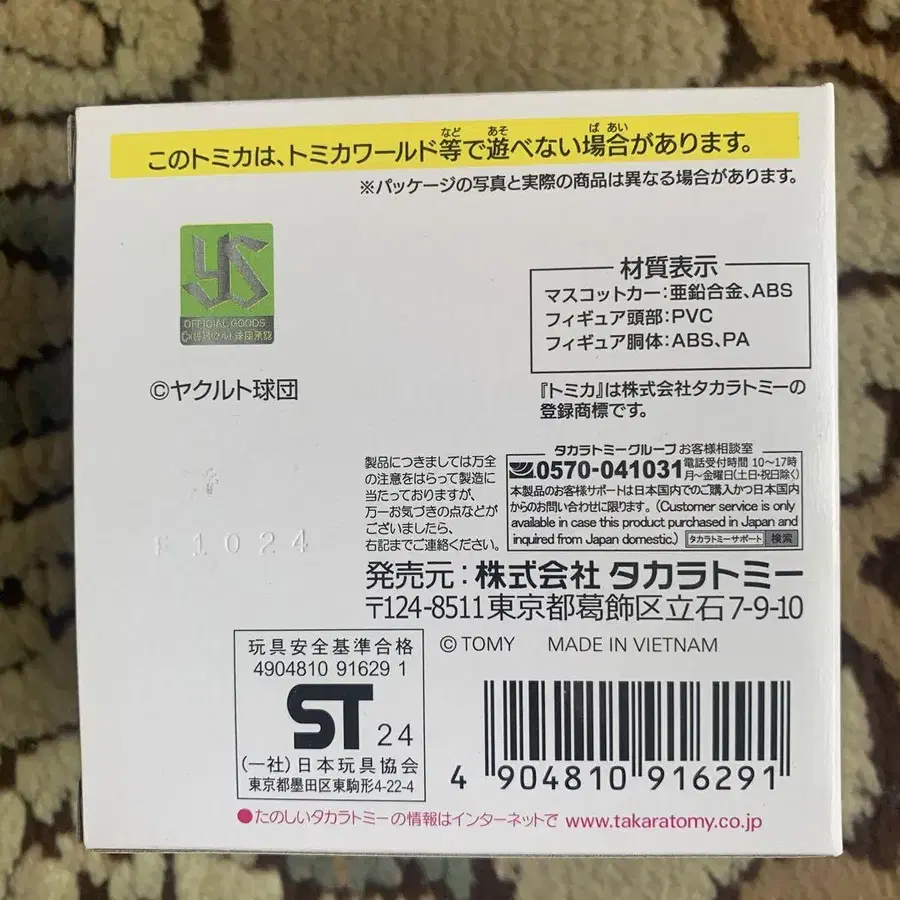 このトミカは、トミカワールド等で遊べない場合があります。
※パッケージの写真と実際の商品は異なる場合があります。
YS
OFFICIAL GOODS
©ヤクルト球団
材質表示
マスコットカー:亜鉛合金、ABS
フィギュア頭部:PVC
フィギュア胴体:ABS、PA
『トミカ』は株式会社タカラトミーの
登録商標です。
製品につきましては万全
の注意をはらって製造に
当たっておりますが、
万一お気づきの点などが
ございましたら、
右記までご連絡ください。
タカラトミーグループ お客様相談室
0570-041031 電話受付時間 10〜17時
月〜金曜日(土日・祝日除く)
本製品のお客様サポートは日本国内でのご購入かつ日本国内
からのお問い合わせに限ります。(Customer service is only
available in case this product purchased in Japan and
inquired from Japan domestic.) タカラトミーサポート 検索
1024
発売元:株式会社 タカラトミー
〒124-8511 東京都葛飾区立石7-9-10
©TOMY MADE IN VIETNAM
玩具安全基準合格
4904810 91629 1
ST 24
(一社)日本玩具協会
東京都墨田区東駒形4-22-4
4 904810 916291
●たのしいタカラトミーの情報はインターネットで www.takaratomy.co.jp